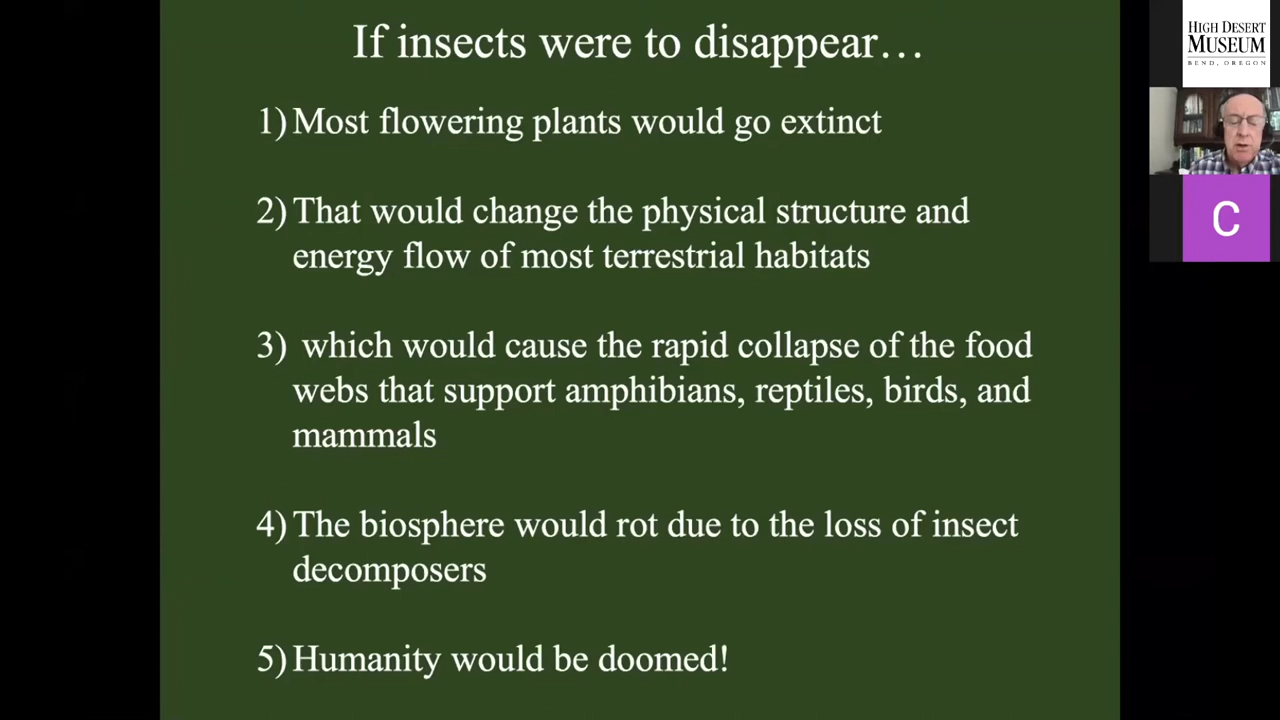 If insects were to disappear…
1) Most flowering plants would go extinct
2) That would change the physical structure and
energy flow of most terrestrial habitats
3) which would cause the rapid collapse of the food
webs that support amphibians, reptiles, birds, and
mammals
4) The biosphere would rot due to the loss of insect
decomposers
5) Humanity would be doomed!
HIGH DESERT
MUSEUM
BEND, OREGON
C